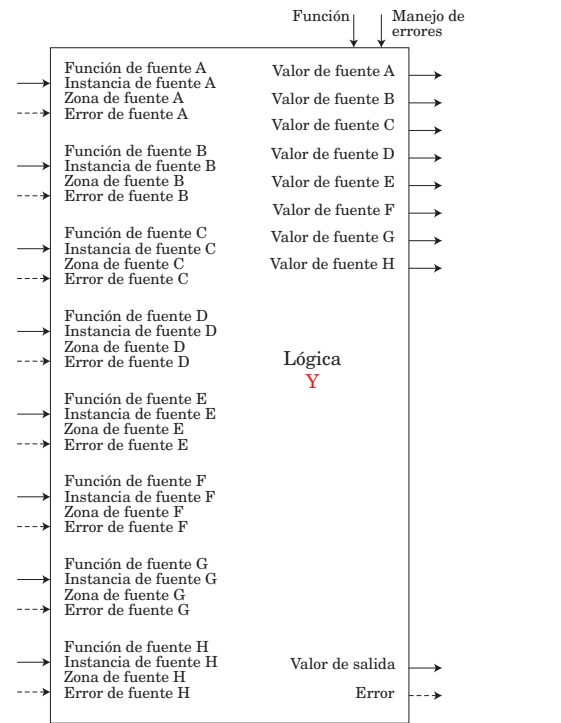 Función
Manejo de
errores
Función de fuente A
Instancia de fuente A
Zona de fuente A
Error de fuente A
Función de fuente B
Instancia de fuente B
Zona de fuente B
Error de fuente B
Función de fuente C
Instancia de fuente C
Zona de fuente C
Error de fuente C
Función de fuente D
Instancia de fuente D
Zona de fuente D
Error de fuente D
Función de fuente E
Instancia de fuente E
Zona de fuente E
Error de fuente E
Función de fuente F
Instancia de fuente F
Zona de fuente F
Error de fuente F
Función de fuente G
Instancia de fuente G
Zona de fuente G
Error de fuente G
Función de fuente H
Instancia de fuente H
Zona de fuente H
Error de fuente H
Valor de fuente A
Valor de fuente B
Valor de fuente C
Valor de fuente D
Valor de fuente E
Valor de fuente F
Valor de fuente G
Valor de fuente H
Lógica
Y
Valor de salida
Error